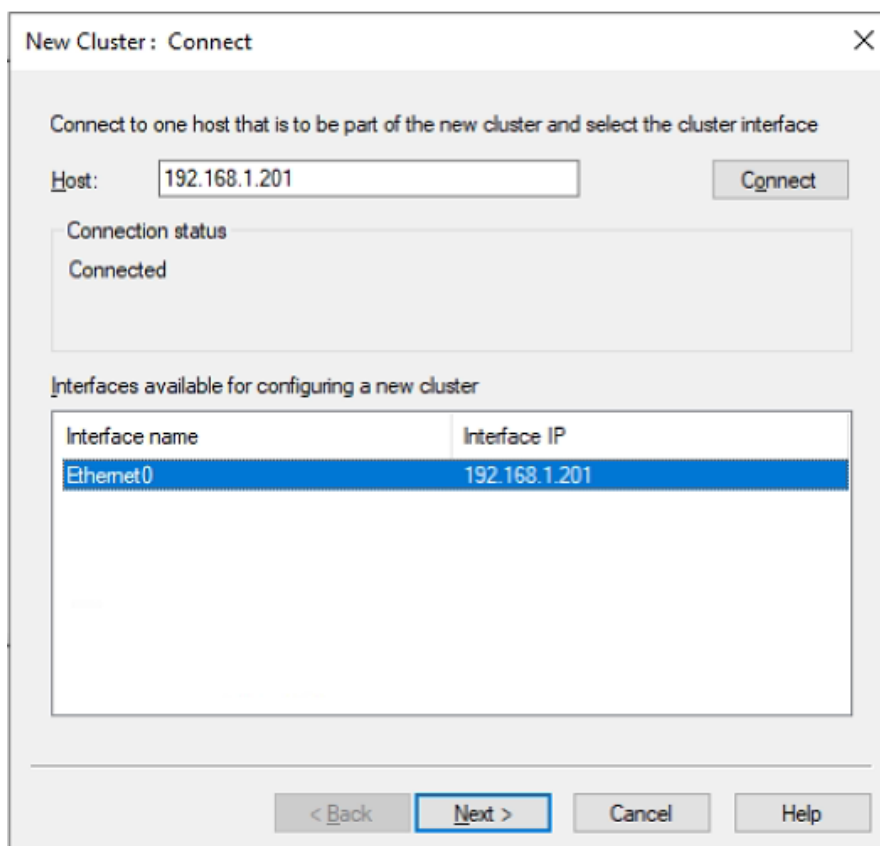 New Cluster: Connect
Connect to one host that is to be part of the new cluster and select the cluster interface
Host: 192.168.1.201 Connect
Connection status
Connected
Interfaces available for configuring a new cluster
Interface name Interface IP
Ethernet0 192.168.1.201
< Back Next > Cancel Help